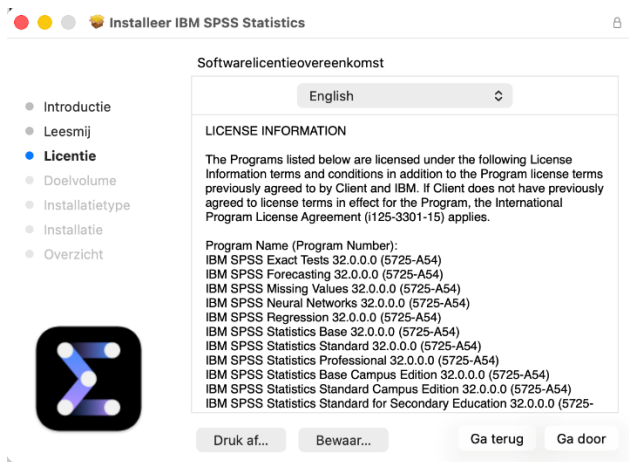 Installeer IBM SPSS Statistics
Softwarelicentieovereenkomst
English
Introductie
Leesmij
Licentie
Doelvolume
Installatietype
Installatie
Overzicht
LICENSE INFORMATION
The Programs listed below are licensed under the following License
Information terms and conditions in addition to the Program license terms
previously agreed to by Client and IBM. If Client does not have previously
agreed to license terms in effect for the Program, the International
Program License Agreement (i125-3301-15) applies.
Program Name (Program Number):
IBM SPSS Exact Tests 32.0.0.0 (5725-A54)
IBM SPSS Forecasting 32.0.0.0 (5725-A54)
IBM SPSS Missing Values 32.0.0.0 (5725-A54)
IBM SPSS Neural Networks 32.0.0.0 (5725-A54)
IBM SPSS Regression 32.0.0.0 (5725-A54)
IBM SPSS Statistics Base 32.0.0.0 (5725-A54)
IBM SPSS Statistics Standard 32.0.0.0 (5725-A54)
IBM SPSS Statistics Professional 32.0.0.0 (5725-A54)
IBM SPSS Statistics Base Campus Edition 32.0.0.0 (5725-A54)
IBM SPSS Statistics Standard Campus Edition 32.0.0.0 (5725-A54)
IBM SPSS Statistics Standard for Secondary Education 32.0.0.0 (5725-
Druk af...
Bewaar...
Ga terug
Ga door